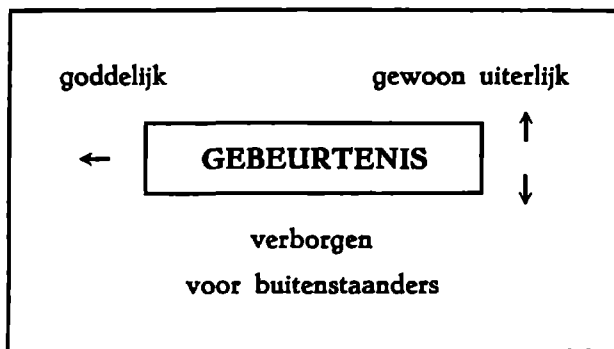 goddelijk gewoon uiterlijk
← GEBEURTENIS ↑
↓
verborgen
voor buitenstaanders